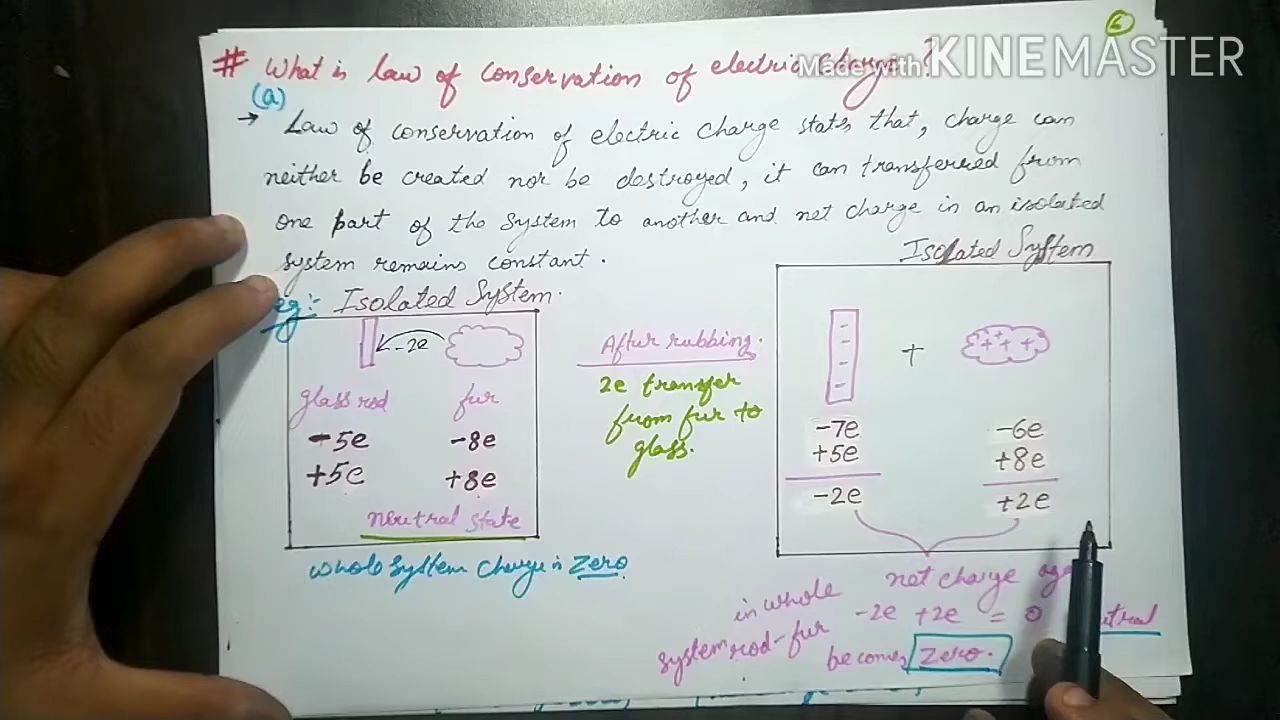 6
# What is law of conservation of electric charge?
Made with KINEMASTER
(a)
→ Law of conservation of electric charge states that, charge can
neither be created nor be destroyed, it can transferred from
one part of the system to another and net charge in an isolated
system remains constant.
eg:- Isolated System.
Isolated System
-2e
glass rod fur
-5e -8e
+5e +8e
neutral state
whole system charge is zero.
After rubbing.
2e transfer
from fur to
glass.
- - - -
+
+ + + +
-7e -6e
+5e +8e
-2e +2e
net charge
in whole
system rod-fur
-2e +2e = 0
becomes zero.